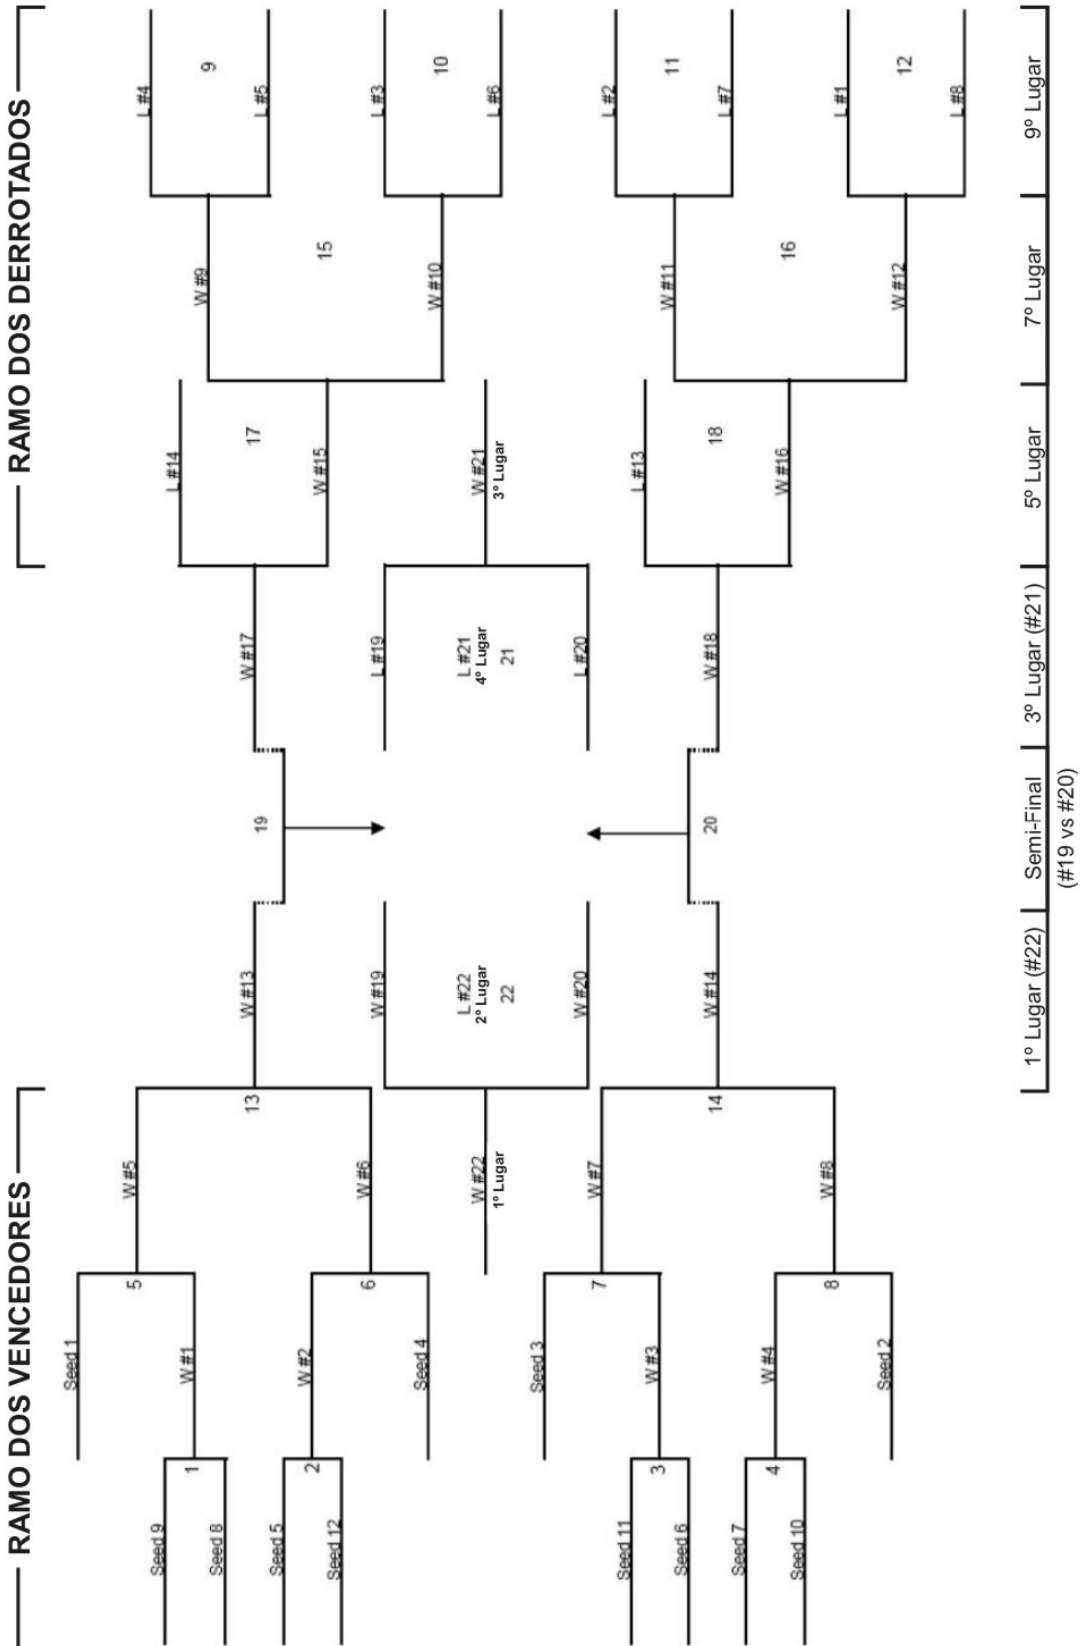 RAMO DOS VENCEDORES
RAMO DOS DERROTADOS
Seed 1
5
W #5
Seed 9
1
W #1
Seed 8
13
W #13
19
W #17
L #14
17
W #15
W #9
L #4
9
L #5
15
Seed 5
2
W #2
Seed 12
6
W #6
Seed 4
W #10
L #3
10
L #6
W #19
L #19
W #22
1º Lugar
L #22
2º Lugar
22
L #21
4º Lugar
21
W #21
3º Lugar
W #20
L #20
Seed 3
7
W #7
Seed 11
3
W #3
Seed 6
14
W #14
20
W #18
L #13
18
W #16
W #11
L #2
11
L #7
16
Seed 7
4
W #4
Seed 10
8
W #8
Seed 2
W #12
L #1
12
L #8
1º Lugar (#22)
Semi-Final
(#19 vs #20)
3º Lugar (#21)
5º Lugar
7º Lugar
9º Lugar